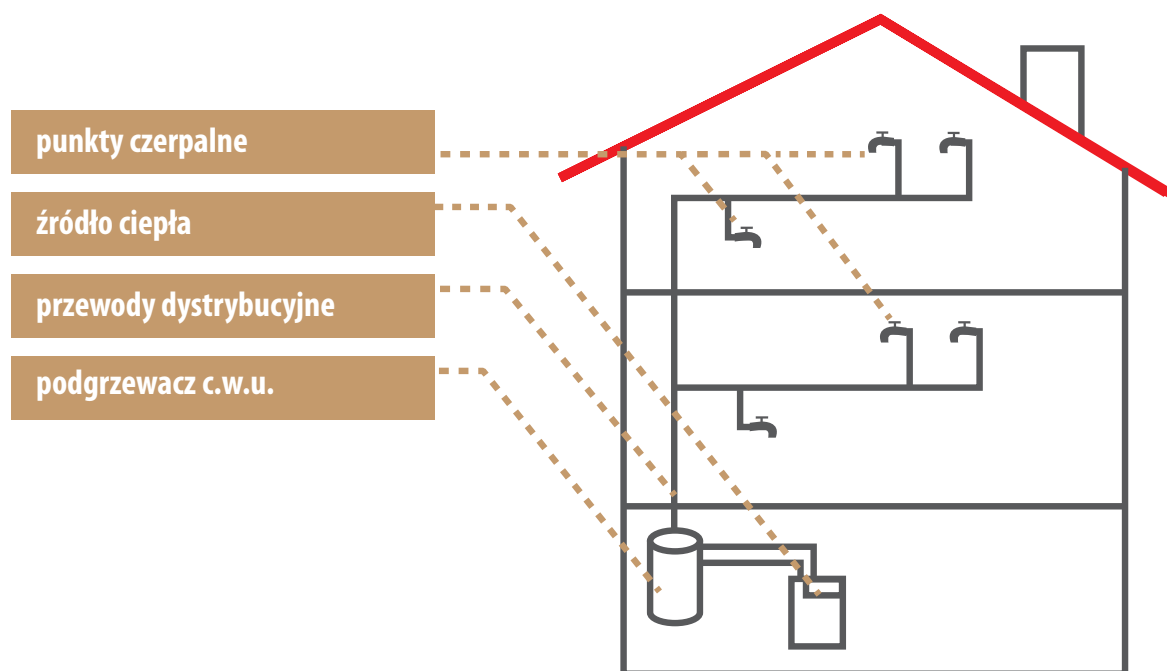 punkty czerpalne
źródło ciepła
przewody dystrybucyjne
podgrzewacz c.w.u.